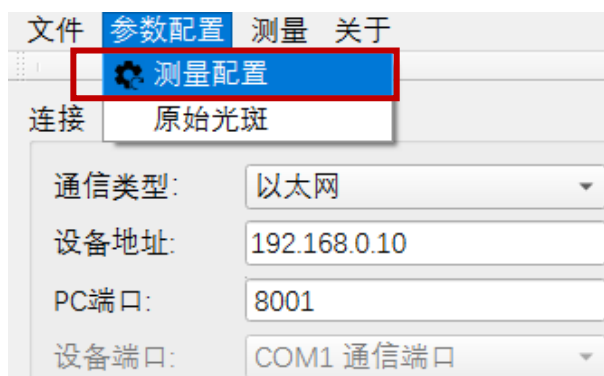 文件 参数配置 测量 关于
测量配置
连接 原始光斑
通信类型: 以太网
设备地址: 192.168.0.10
PC端口: 8001
设备端口: COM1 通信端口